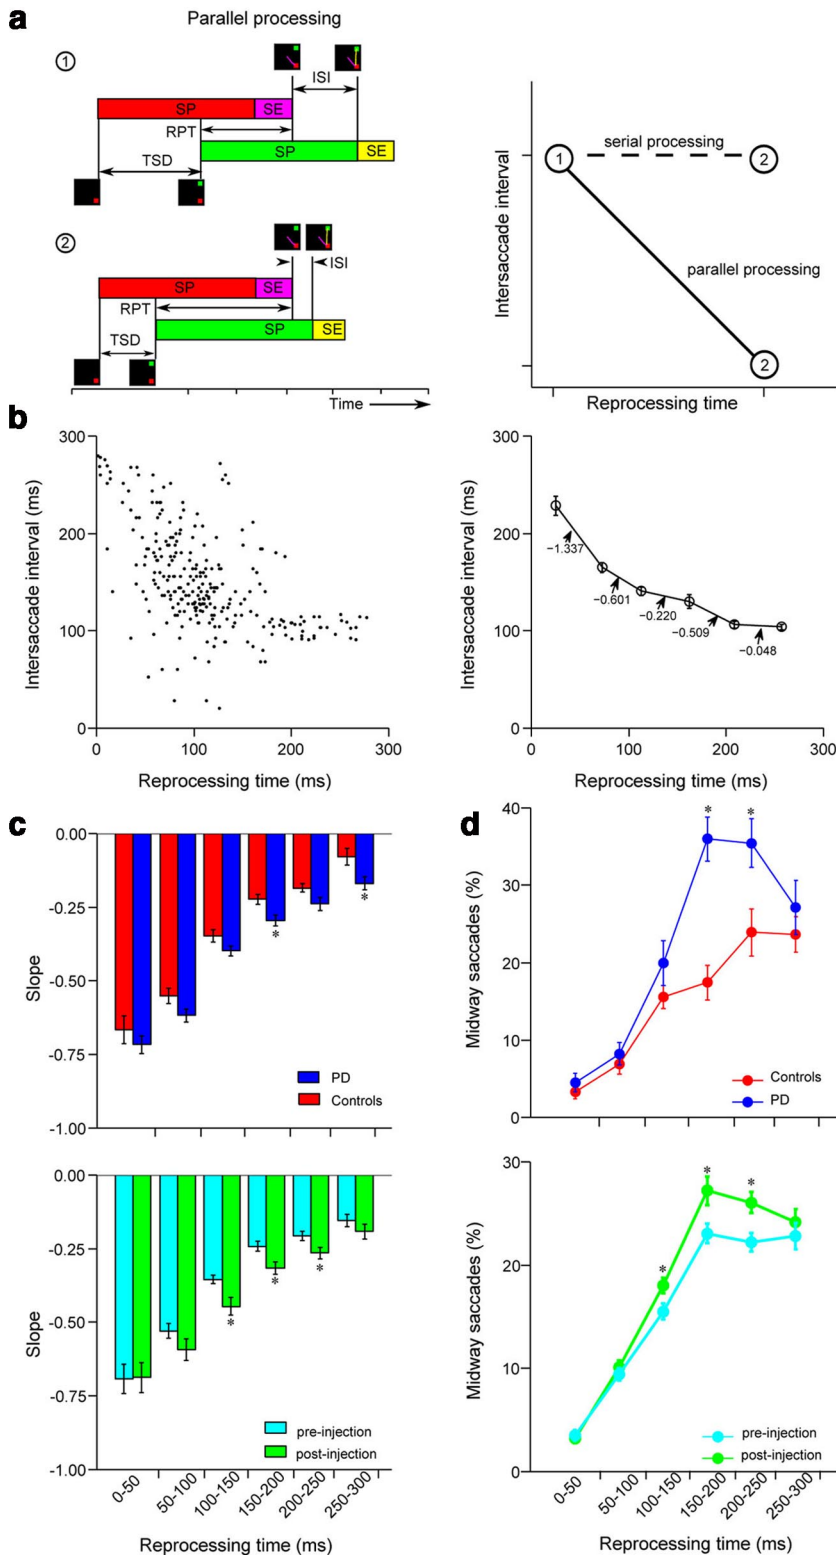 a
Parallel processing
1
ISI
SP SE
RPT
SP SE
TSD
2
ISI
SP SE
RPT
SP SE
TSD
Time
Intersaccade interval
1
serial processing
2
parallel processing
2
Reprocessing time
b
Intersaccade interval (ms)
300
200
100
0
0 100 200 300
Reprocessing time (ms)
Intersaccade interval (ms)
300
200
100
0
−1.337
−0.601
−0.220
−0.509
−0.048
0 100 200 300
Reprocessing time (ms)
c
Slope
0.00
-0.25
-0.50
-0.75
-1.00
*
*
PD
Controls
Slope
0.00
-0.25
-0.50
-0.75
-1.00
*
*
*
pre-injection
post-injection
0-50 50-100 100-150 150-200 200-250 250-300
Reprocessing time (ms)
d
Midway saccades (%)
40
30
20
10
0
* *
Controls
PD
Midway saccades (%)
30
20
10
0
* * *
pre-injection
post-injection
0-50 50-100 100-150 150-200 200-250 250-300
Reprocessing time (ms)